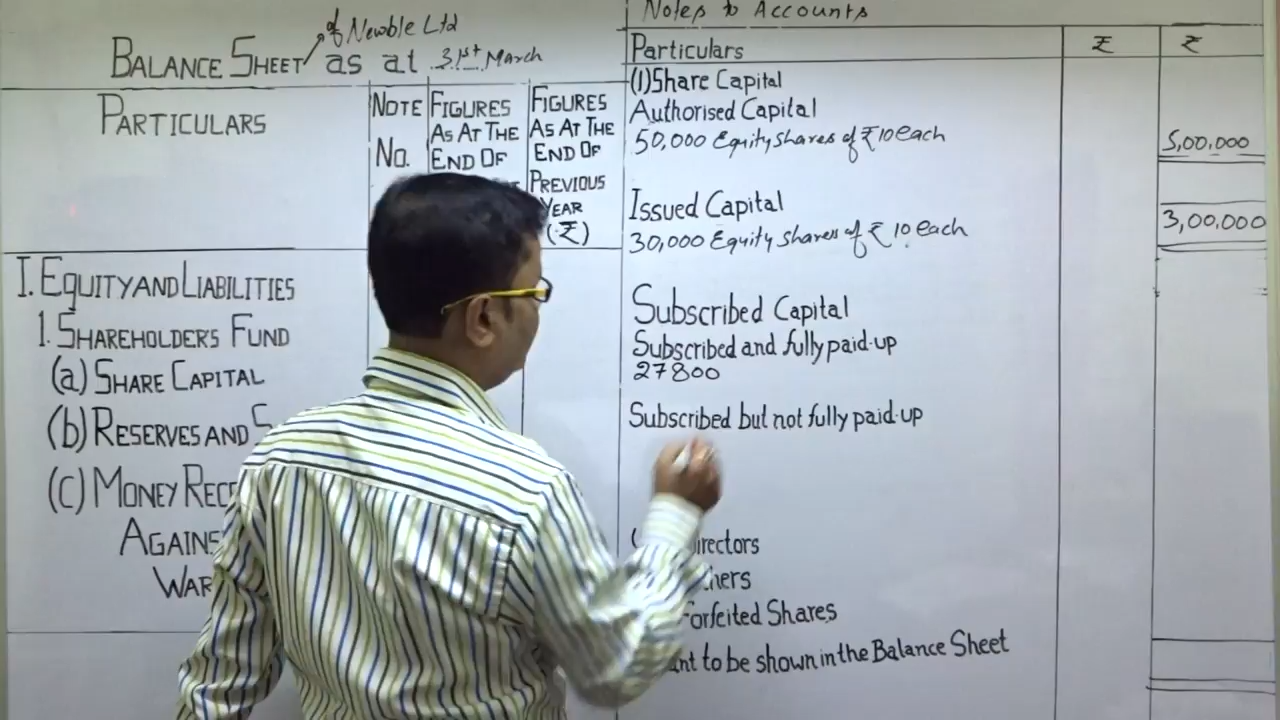 of Newble Ltd
BALANCE SHEET as at 31st March
PARTICULARS
NOTE No.
FIGURES AS AT THE END OF
FIGURES AS AT THE END OF PREVIOUS YEAR (₹)
I. EQUITY AND LIABILITIES
1. SHAREHOLDER'S FUND
(a) SHARE CAPITAL
(b) RESERVES AND S
(C) MONEY REC
AGAINS
WAR
Notes to Accounts
Particulars ₹ ₹
(1) Share Capital
Authorised Capital
50,000 Equity shares of ₹10 each 5,00,000
Issued Capital
30,000 Equity shares of ₹ 10 each 3,00,000
Subscribed Capital
Subscribed and fully paid-up
27800
Subscribed but not fully paid-up
irectors
hers
Forfeited Shares
nt to be shown in the Balance Sheet